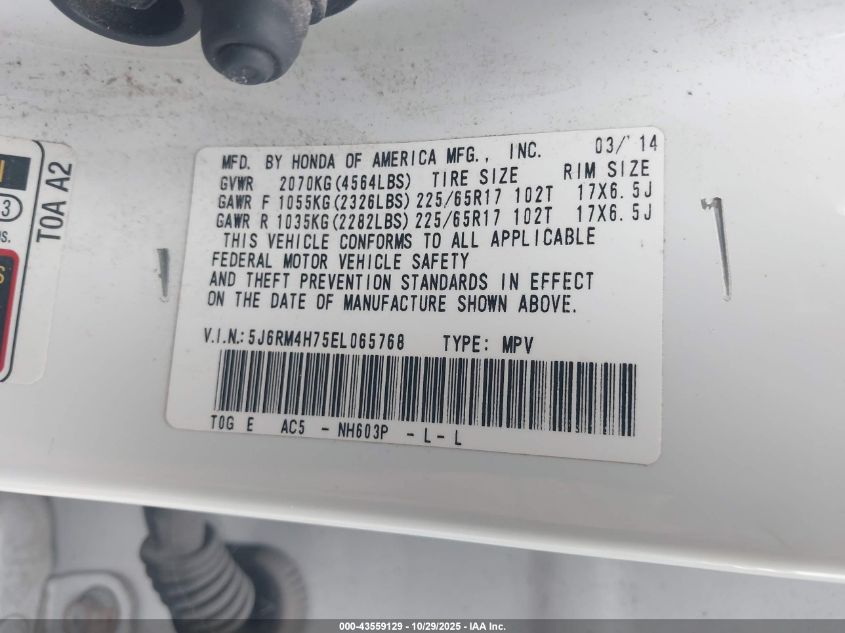 MFD. BY HONDA OF AMERICA MFG., INC. 03/'14
GVWR 2070KG(4564LBS) TIRE SIZE RIM SIZE
GAWR F 1055KG(2326LBS) 225/65R17 102T 17X6.5J
GAWR R 1035KG(2282LBS) 225/65R17 102T 17X6.5J
THIS VEHICLE CONFORMS TO ALL APPLICABLE
FEDERAL MOTOR VEHICLE SAFETY
AND THEFT PREVENTION STANDARDS IN EFFECT
ON THE DATE OF MANUFACTURE SHOWN ABOVE.
V.I.N.: 5J6RM4H75EL065768 TYPE: MPV
T0G E AC5 - NH603P - L - L
T0A A2
3
000-43559129 - 10/29/2025 - IAA Inc.